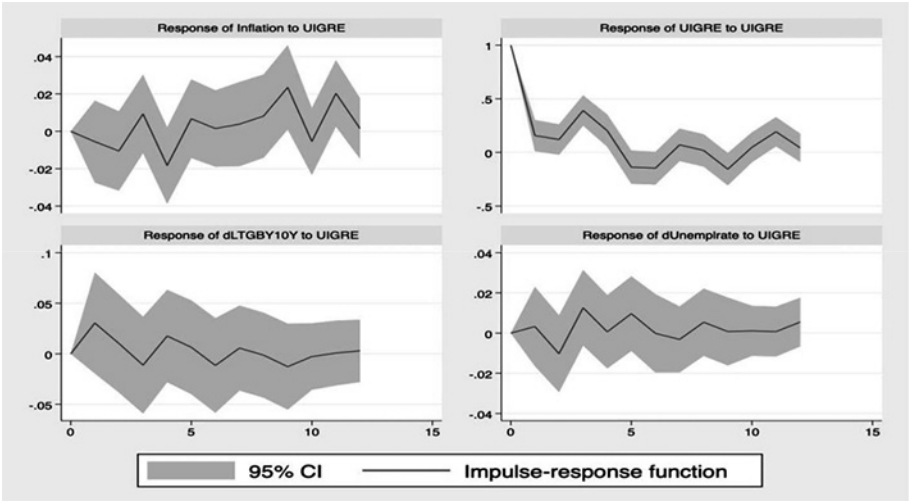 Response of Inflation to UIGRE
.04
.02
0
-.02
-.04
Response of UIGRE to UIGRE
1
.5
0
-.5
Response of dLTGBY10Y to UIGRE
.1
.05
0
-.05
0 5 10 15
Response of dUnemplrate to UIGRE
.04
.02
0
-.02
-.04
0 5 10 15
95% CI Impulse-response function